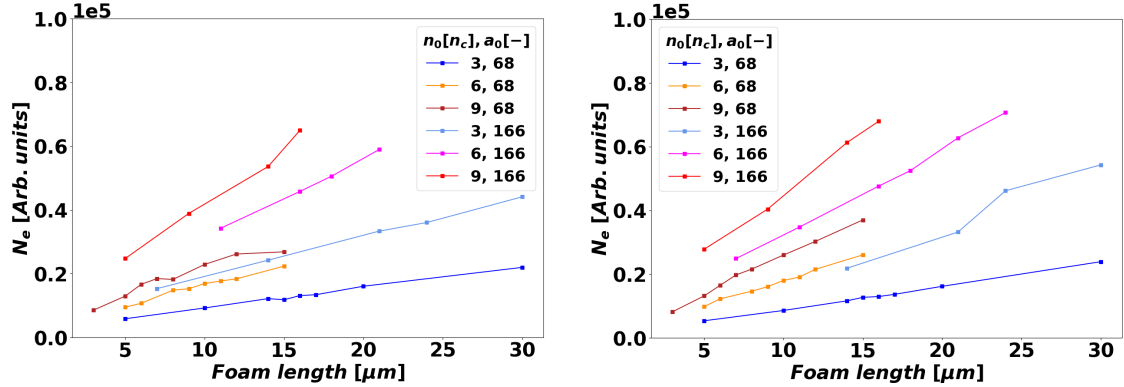 1e5
1.0
0.8
0.6
0.4
0.2
0.0
N_e [Arb. units]
5 10 15 20 25 30
Foam length [μm]
n_0[n_c], a_0[-]
3, 68
6, 68
9, 68
3, 166
6, 166
9, 166
1e5
1.0
0.8
0.6
0.4
0.2
0.0
N_e [Arb. units]
5 10 15 20 25 30
Foam length [μm]
n_0[n_c], a_0[-]
3, 68
6, 68
9, 68
3, 166
6, 166
9, 166